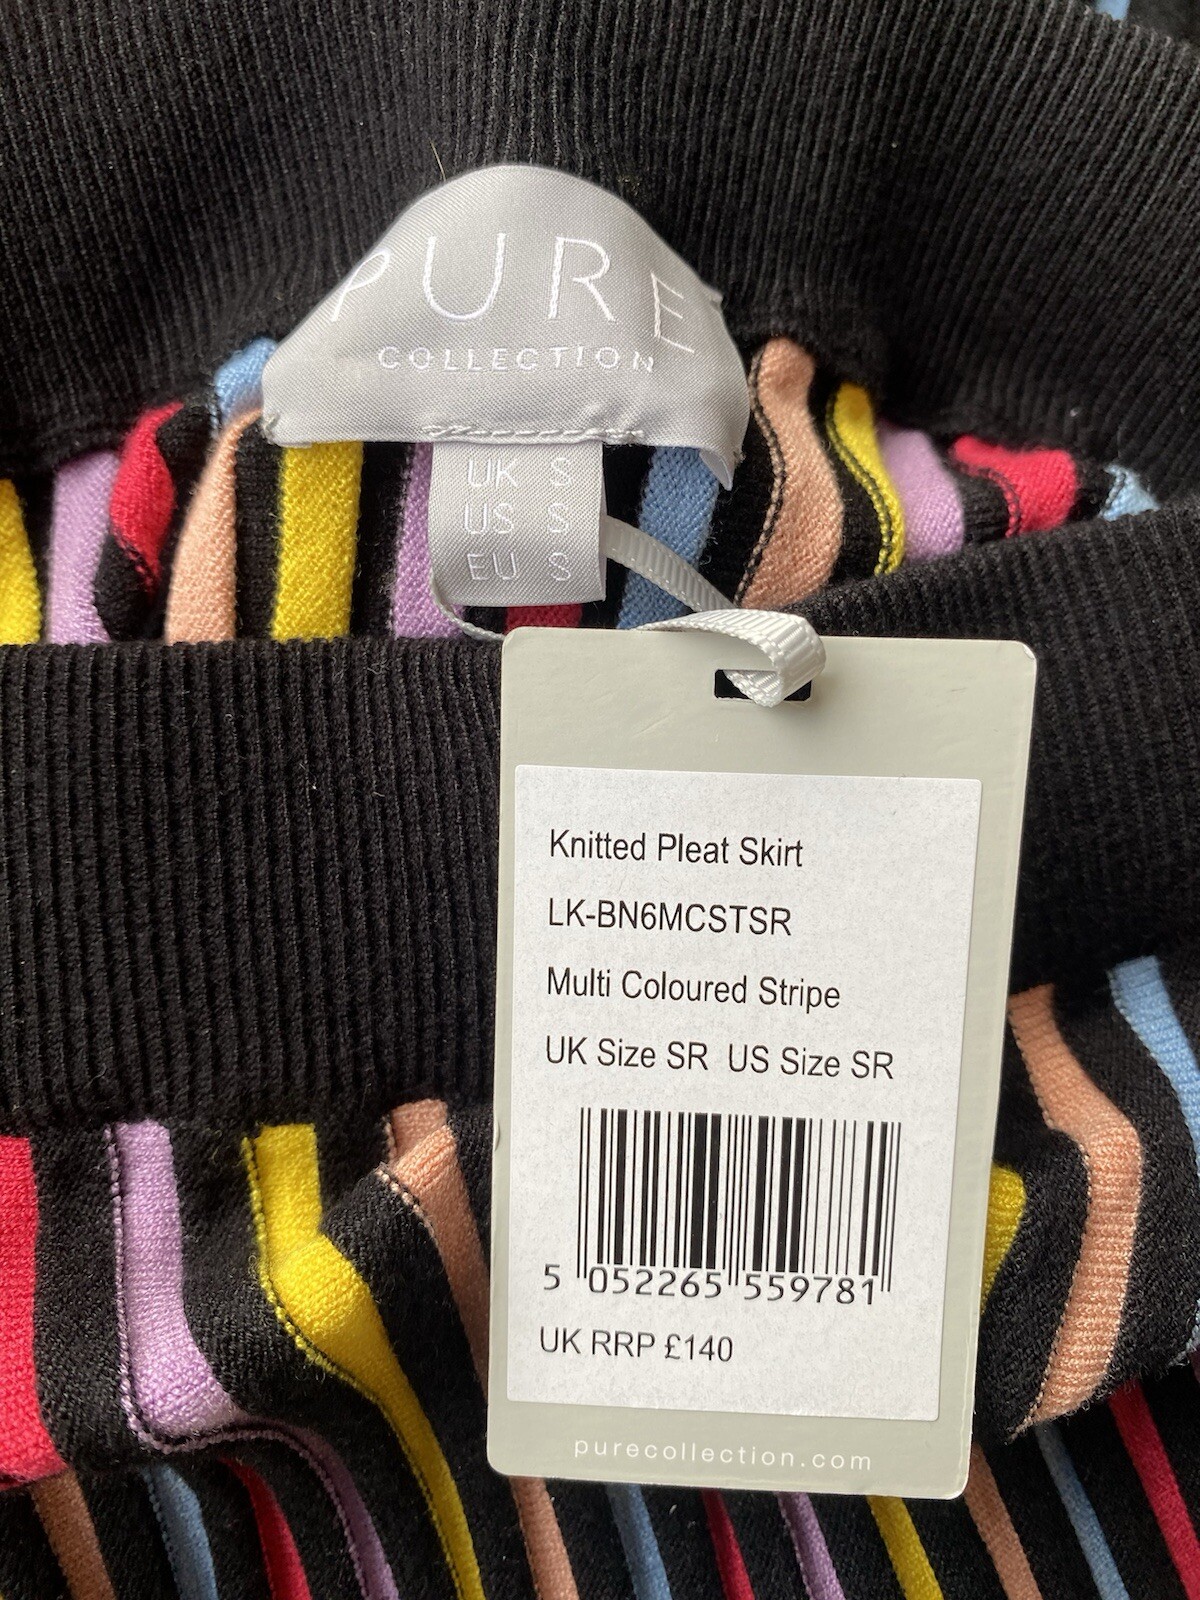 PURE
COLLECTION
UK S
US S
EU S
Knitted Pleat Skirt
LK-BN6MCSTSR
Multi Coloured Stripe
UK Size SR US Size SR
5 052265 559781
UK RRP £140
purecollection.com